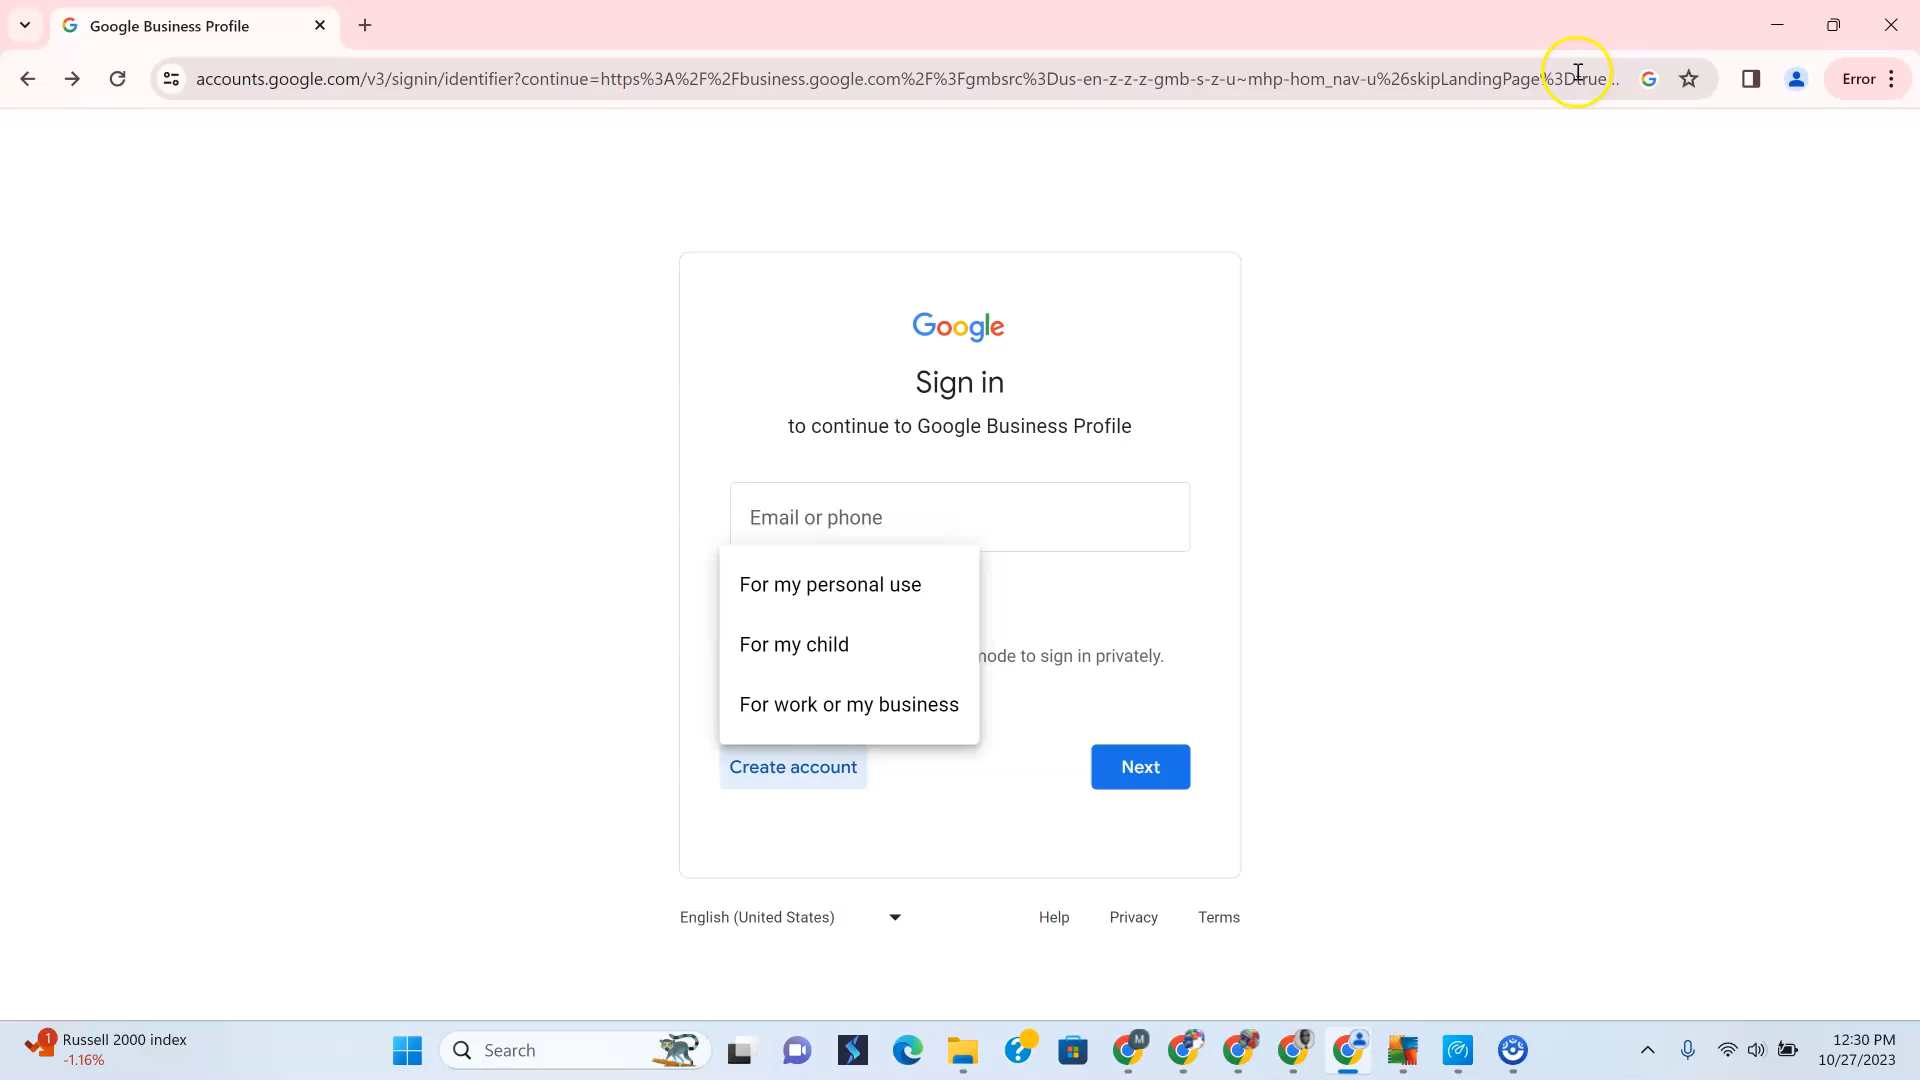 Google Business Profile
accounts.google.com/v3/signin/identifier?continue=https%3A%2F%2Fbusiness.google.com%2F%3Fgmbsrc%3Dus-en-z-z-z-gmb-s-z-u~mhp-hom_nav-u%26skipLandingPage%3Dtrue...
Error
Google
Sign in
to continue to Google Business Profile
Email or phone
For my personal use
For my child
mode to sign in privately.
For work or my business
Create account
Next
English (United States)
Help
Privacy
Terms
1
Russell 2000 index
-1.16%
Search
M
12:30 PM
10/27/2023